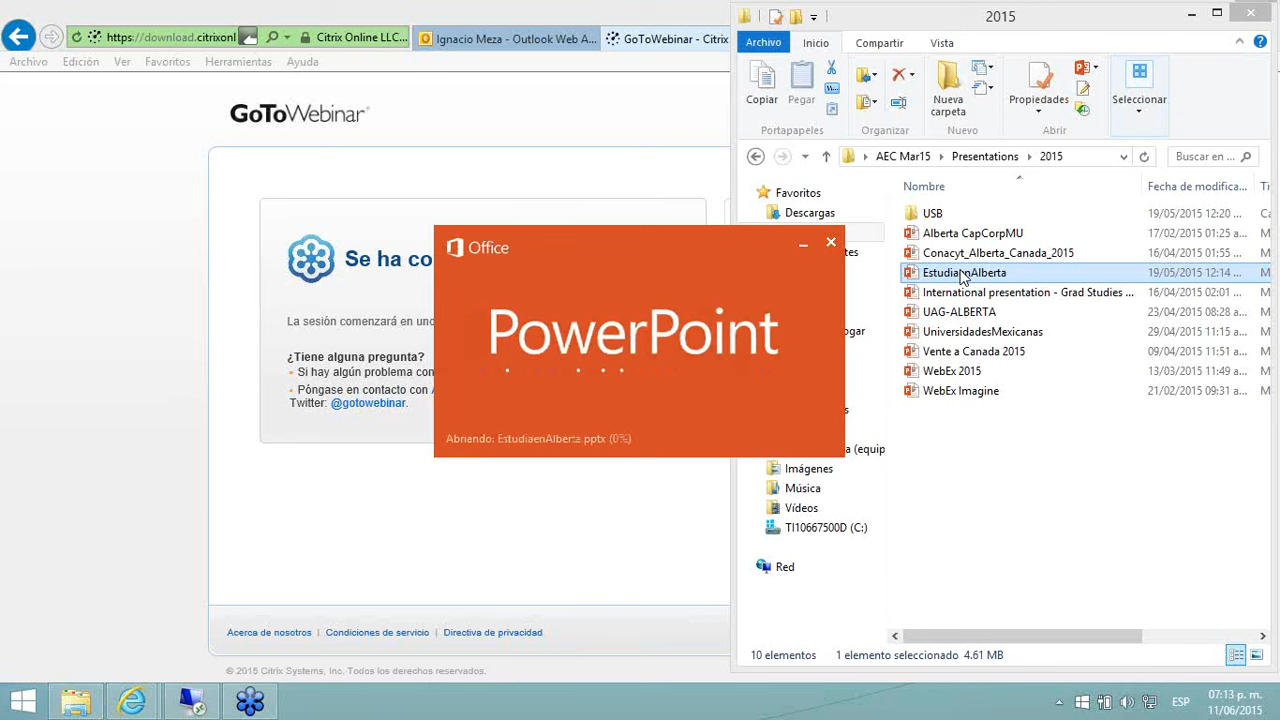 2015
https://download.citrixonl
Citrix Online LLC...
Ignacio Meza - Outlook Web A...
GoToWebinar - Citrix
Archivo Edición Ver Favoritos Herramientas Ayuda
Archivo Inicio Compartir Vista
Copiar
Pegar
Nueva
carpeta
Propiedades
Seleccionar
Portapapeles Organizar Nuevo Abrir
AEC Mar15 Presentations 2015
Buscar en ...
Nombre Fecha de modifica...
GoToWebinar
Favoritos
Descargas
USB 19/05/2015 12:20 ...
Alberta CapCorpMU 17/02/2015 01:25 ...
Conacyt_Alberta_Canada_2015 16/04/2015 01:55 ...
EstudiaenAlberta 19/05/2015 12:14 ...
International presentation - Grad Studies ... 16/04/2015 02:01 ...
UAG-ALBERTA 23/04/2015 08:28 ...
UniversidadesMexicanas 29/04/2015 11:15 ...
Vente a Canada 2015 09/04/2015 11:51 ...
WebEx 2015 13/03/2015 11:49 ...
WebEx Imagine 21/02/2015 09:31 ...
Imágenes
Música
Vídeos
TI10667500D (C:)
Red
10 elementos 1 elemento seleccionado 4.61 MB
Office
PowerPoint
Abriendo: EstudiaenAlberta.pptx (0%)
Se ha co
La sesión comenzará en uno
¿Tiene alguna pregunta?
Si hay algún problema con
Póngase en contacto con
Twitter: @gotowebinar.
Acerca de nosotros | Condiciones de servicio | Directiva de privacidad
© 2015 Citrix Systems, Inc. Todos los derechos reservados.
ESP
07:13 p. m.
11/06/2015